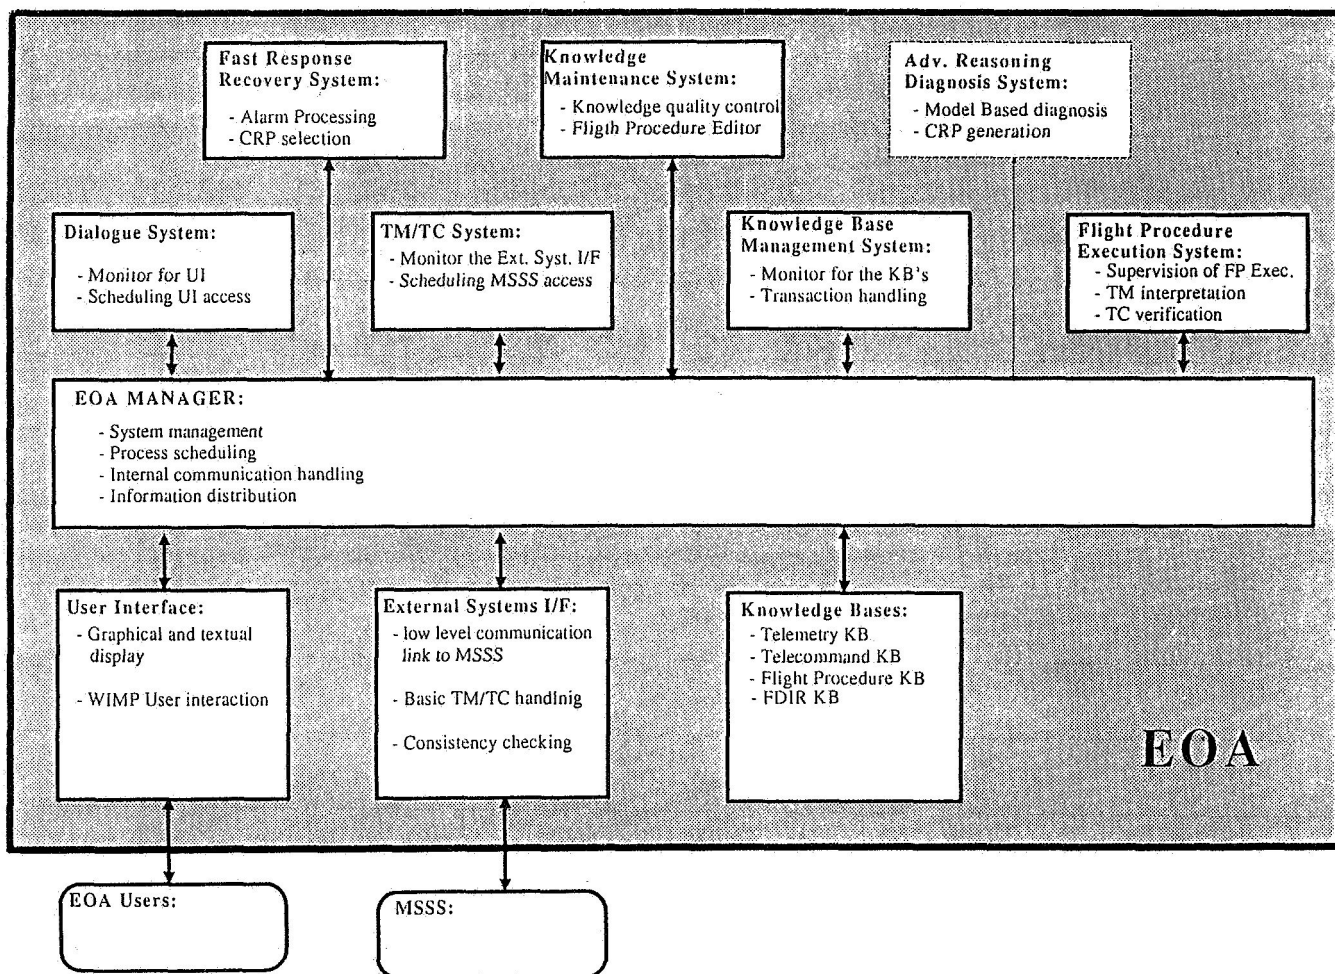 Fast Response
Recovery System:
- Alarm Processing
- CRP selection
Knowledge
Maintenance System:
- Knowledge quality control
- Fligth Procedure Editor
Adv. Reasoning
Diagnosis System:
- Model Based diagnosis
- CRP generation
Dialogue System:
- Monitor for UI
- Scheduling UI access
TM/TC System:
- Monitor the Ext. Syst. I/F
- Scheduling MSSS access
Knowledge Base
Management System:
- Monitor for the KB's
- Transaction handling
Flight Procedure
Execution System:
- Supervision of FP Exec.
- TM interpretation
- TC verification
EOA MANAGER:
- System management
- Process scheduling
- Internal communication handling
- Information distribution
User Interface:
- Graphical and textual
display
- WIMP User interaction
External Systems I/F:
- low level communication
link to MSSS
- Basic TM/TC handlnig
- Consistency checking
Knowledge Bases:
- Telemetry KB
- Telecommand KB
- Flight Procedure KB
- FDIR KB
EOA
EOA Users:
MSSS: